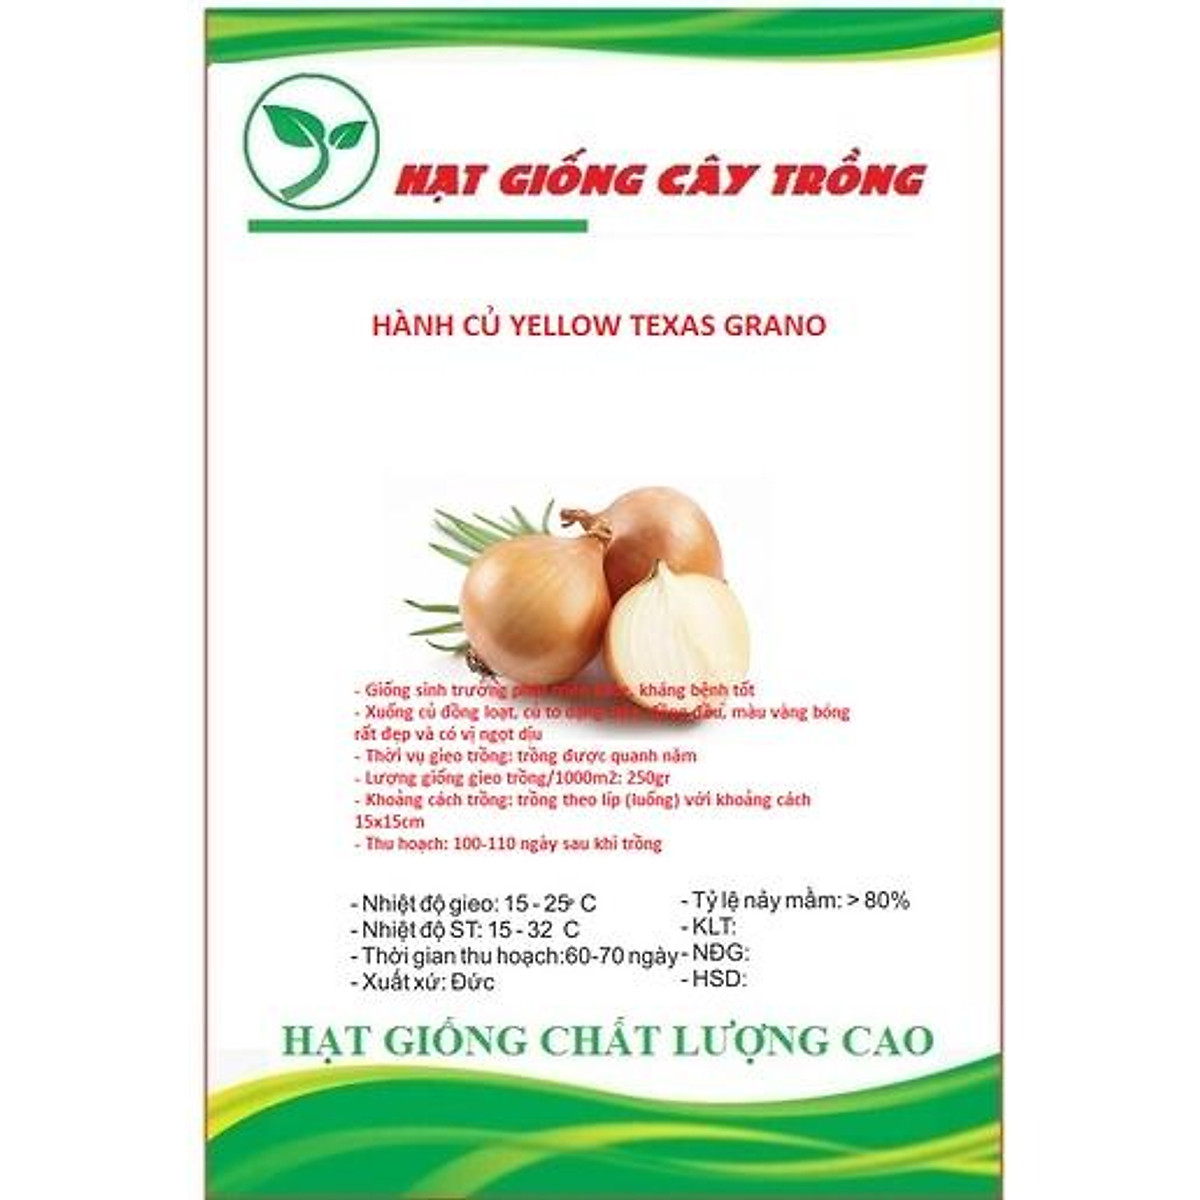 HẠT GIỐNG CÂY TRỒNG
HÀNH CỦ YELLOW TEXAS GRANO
- Giống sinh trưởng kháng bệnh tốt
- Xuống củ đồng loạt, củ to đều, màu vàng bóng
rất đẹp và có vị ngọt dịu
- Thời vụ gieo trồng: trồng được quanh năm
- Lượng giống gieo trồng/1000m2: 250gr
- Khoảng cách trồng: trồng theo líp (luống) với khoảng cách
15x15cm
- Thu hoạch: 100-110 ngày sau khi trồng
- Nhiệt độ gieo: 15 - 25º C
- Nhiệt độ ST: 15 - 32 C
- Thời gian thu hoạch:60-70 ngày
- Xuất xứ: Đức
- Tỷ lệ nảy mầm: > 80%
- KLT:
- NĐG:
- HSD:
HẠT GIỐNG CHẤT LƯỢNG CAO